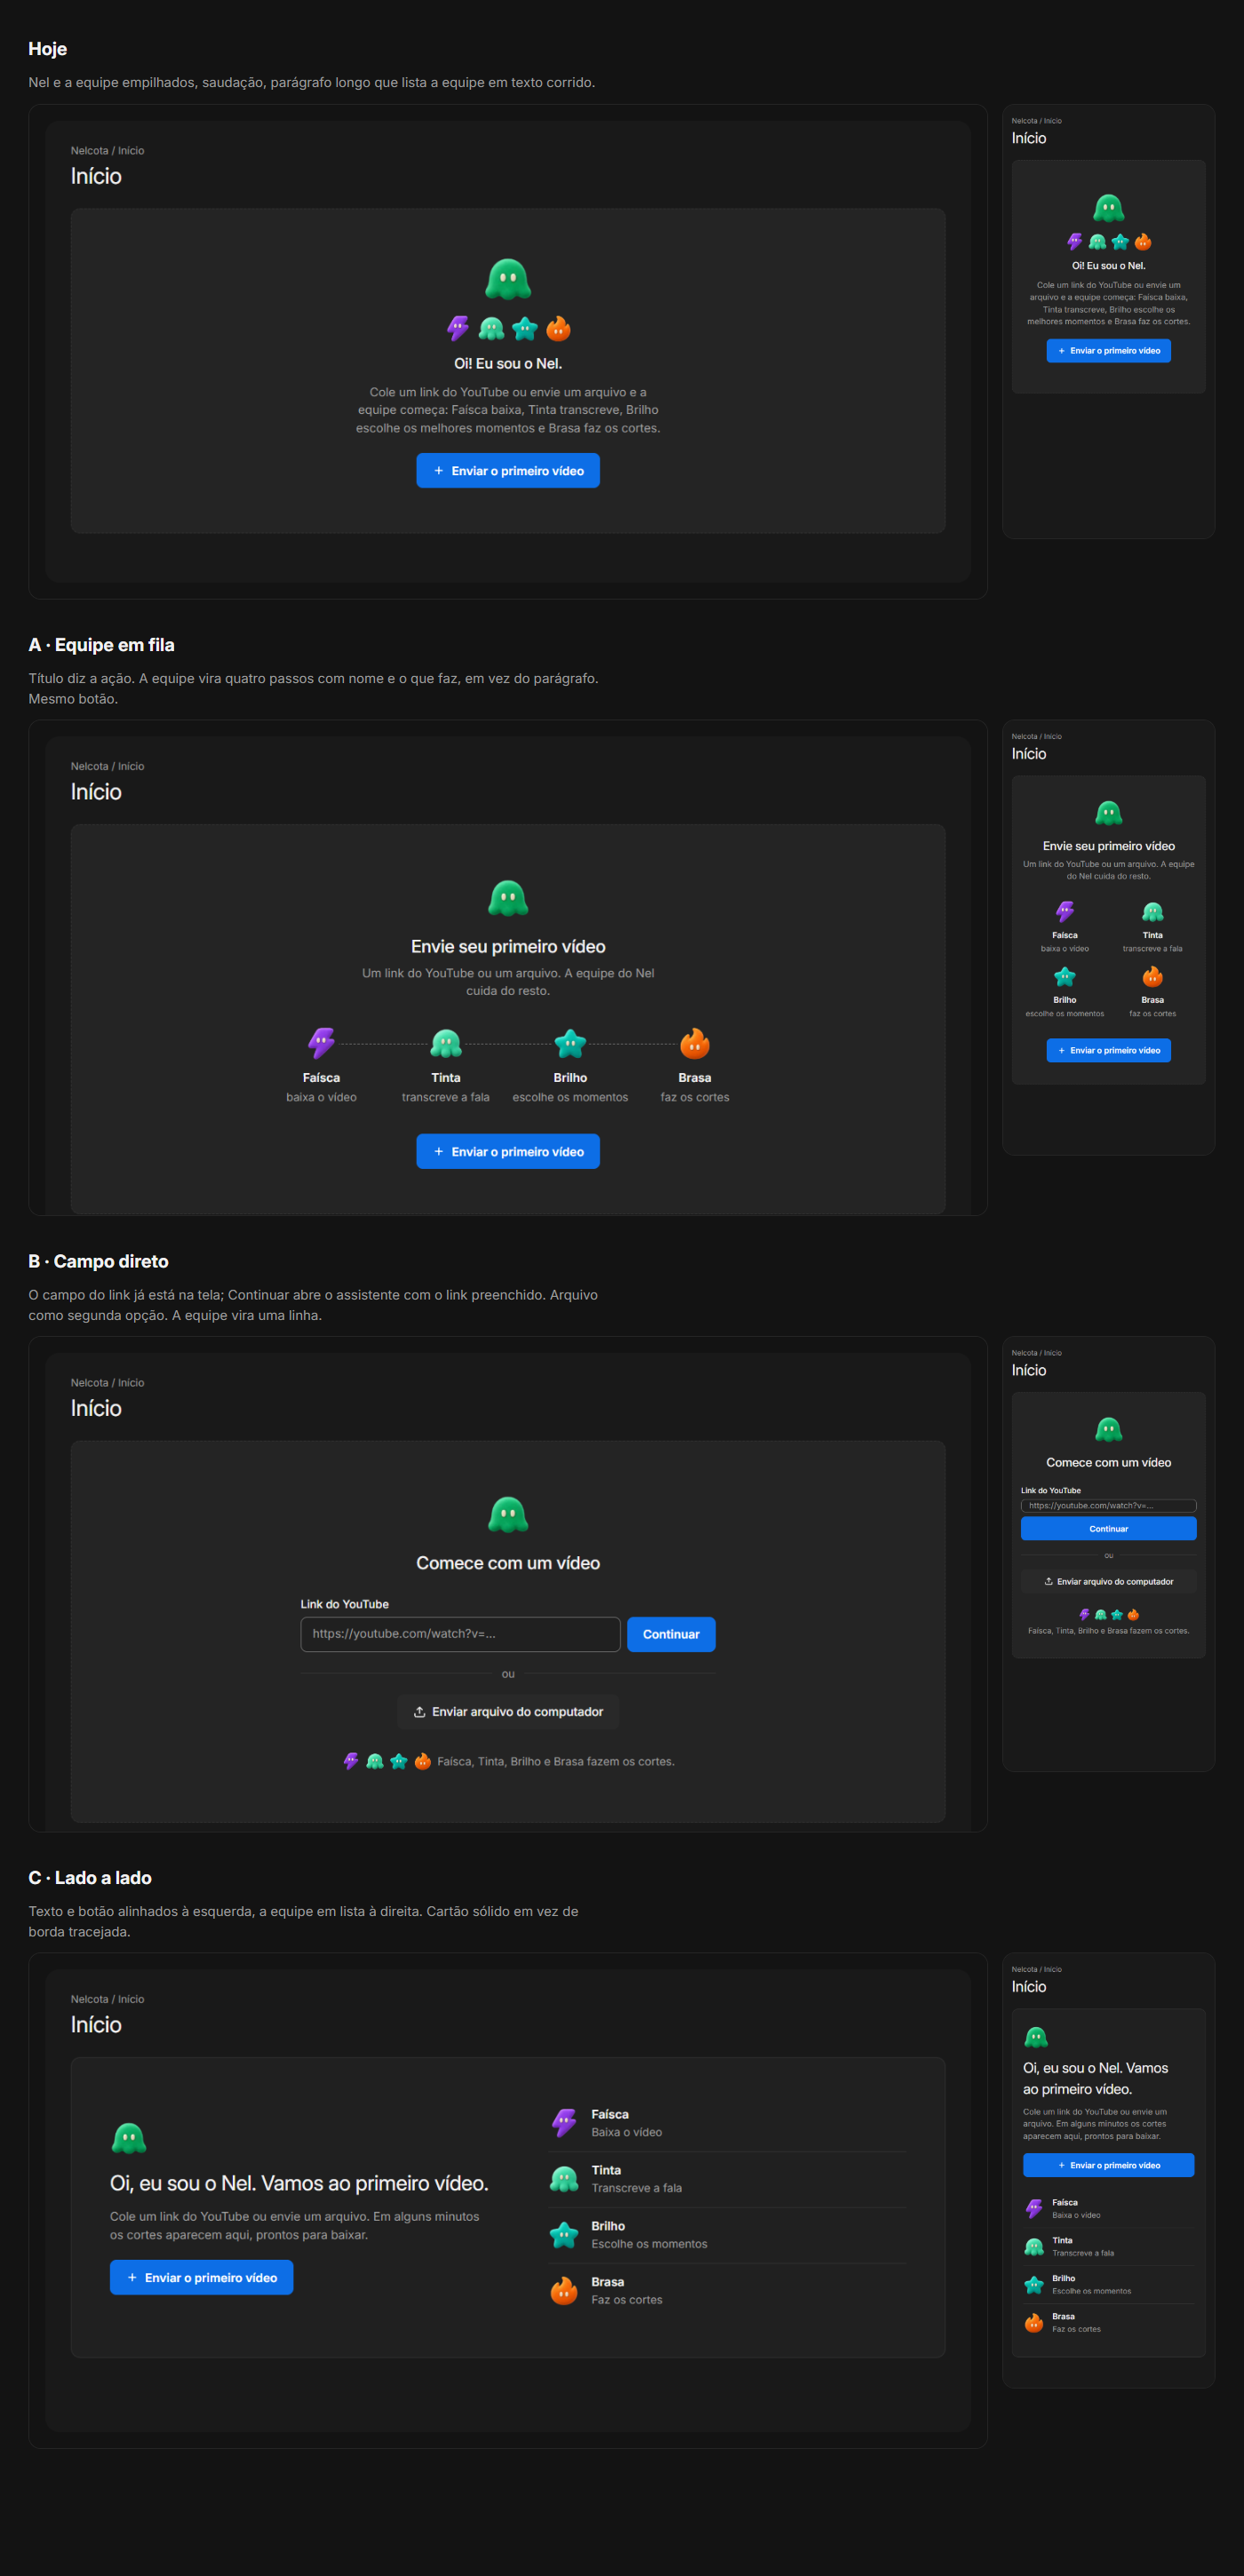 Hoje
Nel e a equipe empilhados, saudação, parágrafo longo que lista a equipe em texto corrido.
Nelcota / Início
Início
Oi! Eu sou o Nel.
Cole um link do YouTube ou envie um arquivo e a
equipe começa: Faísca baixa, Tinta transcreve, Brilho
escolhe os melhores momentos e Brasa faz os cortes.
+ Enviar o primeiro vídeo
Nelcota / Início
Início
Oi! Eu sou o Nel.
Cole um link do YouTube ou envie um
arquivo e a equipe começa: Faísca baixa,
Tinta transcreve, Brilho escolhe os
melhores momentos e Brasa faz os cortes.
+ Enviar o primeiro vídeo
A · Equipe em fila
Título diz a ação. A equipe vira quatro passos com nome e o que faz, em vez do parágrafo.
Mesmo botão.
Nelcota / Início
Início
Envie seu primeiro vídeo
Um link do YouTube ou um arquivo. A equipe do Nel
cuida do resto.
Faísca
baixa o vídeo
Tinta
transcreve a fala
Brilho
escolhe os momentos
Brasa
faz os cortes
+ Enviar o primeiro vídeo
Nelcota / Início
Início
Envie seu primeiro vídeo
Um link do YouTube ou um arquivo. A equipe
do Nel cuida do resto.
Faísca
baixa o vídeo
Tinta
transcreve a fala
Brilho
escolhe os momentos
Brasa
faz os cortes
+ Enviar o primeiro vídeo
B · Campo direto
O campo do link já está na tela; Continuar abre o assistente com o link preenchido. Arquivo
como segunda opção. A equipe vira uma linha.
Nelcota / Início
Início
Comece com um vídeo
Link do YouTube
https://youtube.com/watch?v=...
Continuar
ou
Enviar arquivo do computador
Faísca, Tinta, Brilho e Brasa fazem os cortes.
Nelcota / Início
Início
Comece com um vídeo
Link do YouTube
https://youtube.com/watch?v=...
Continuar
ou
Enviar arquivo do computador
Faísca, Tinta, Brilho e Brasa fazem os cortes.
C · Lado a lado
Texto e botão alinhados à esquerda, a equipe em lista à direita. Cartão sólido em vez de
borda tracejada.
Nelcota / Início
Início
Oi, eu sou o Nel. Vamos ao primeiro vídeo.
Cole um link do YouTube ou envie um arquivo. Em alguns minutos
os cortes aparecem aqui, prontos para baixar.
+ Enviar o primeiro vídeo
Faísca
Baixa o vídeo
Tinta
Transcreve a fala
Brilho
Escolhe os momentos
Brasa
Faz os cortes
Nelcota / Início
Início
Oi, eu sou o Nel. Vamos
ao primeiro vídeo.
Cole um link do YouTube ou envie um
arquivo. Em alguns minutos os cortes
aparecem aqui, prontos para baixar.
+ Enviar o primeiro vídeo
Faísca
Baixa o vídeo
Tinta
Transcreve a fala
Brilho
Escolhe os momentos
Brasa
Faz os cortes